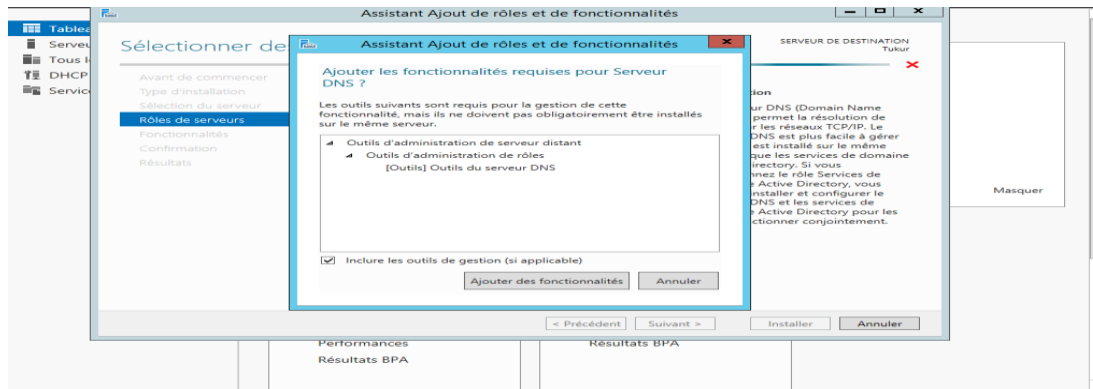 Assistant Ajout de rôles et de fonctionnalités
Serveu
Tous l
DHCP
Servic
Sélectionner de
SERVEUR DE DESTINATION
Tukur
Avant de commencer
Type d'installation
Sélection du serveur
Rôles de serveurs
Fonctionnalités
Confirmation
Résultats
Assistant Ajout de rôles et de fonctionnalités
Ajouter les fonctionnalités requises pour Serveur
DNS ?
Les outils suivants sont requis pour la gestion de cette
fonctionnalité, mais ils ne doivent pas obligatoirement être installés
sur le même serveur.
Outils d'administration de serveur distant
Outils d'administration de rôles
[Outils] Outils du serveur DNS
Inclure les outils de gestion (si applicable)
Ajouter des fonctionnalités
Annuler
ion
ur DNS (Domain Name
permet la résolution de
r les réseaux TCP/IP. Le
DNS est plus facile à gérer
est installé sur le même
que les services de domaine
irectory. Si vous
nnez le rôle Services de
Active Directory, vous
installer et configurer le
DNS et les services de
Active Directory pour les
ctionner conjointement.
Masquer
< Précédent
Suivant >
Installer
Annuler
Performances
Résultats BPA
Résultats BPA